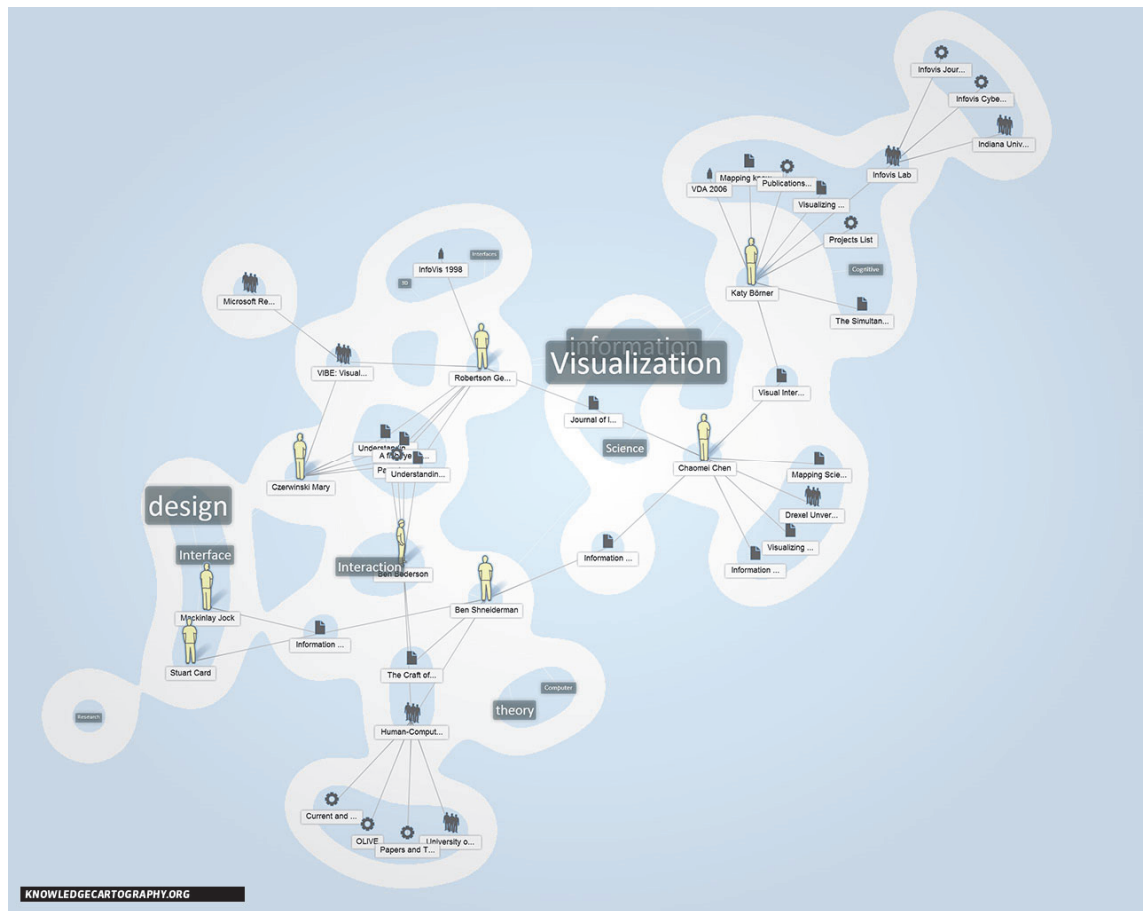 Infovis Jour...
Infovis Cybe...
Indiana Univ...
Infovis Lab
Mapping
VDA 2006
Publications...
Visualizing ...
Projects List
InfoVis 1998
Interfaces
3D
Cognitive
Microsoft Re...
Katy Börner
The Simultan...
information
Visualization
VIBE: Visual...
Robertson Ge...
Visual Inter...
Journal of I...
Science
Chaomei Chen
A
Understandin...
Czerwinski Mary
Mapping Scie...
Drexel Unver...
design
Visualizing ...
Information ...
Information ...
Interface
Interaction
Ben Bederson
Ben Shneiderman
Mackinlay Jock
Information ...
Stuart Card
The Craft of...
Computer
theory
Research
Human-Comput...
Current and ...
OLIVE
University o...
Papers and T...
KNOWLEDGECARTOGRAPHY.ORG